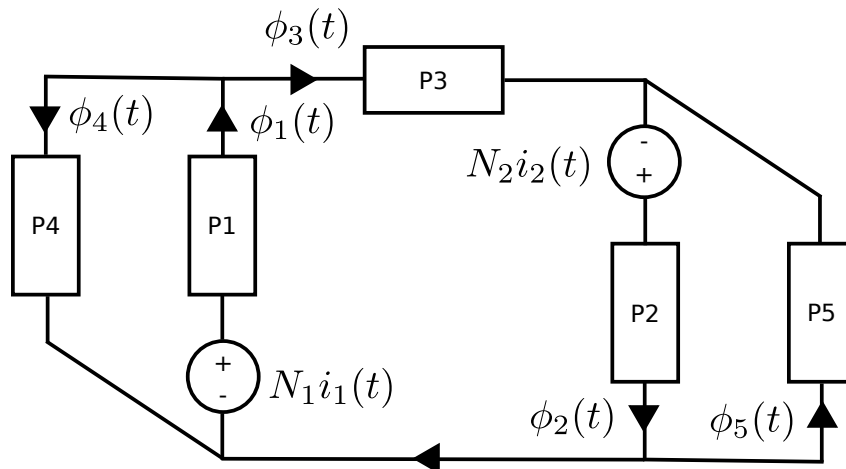 ϕ₃(t)
P3
ϕ₄(t)
ϕ₁(t)
-
N₂i₂(t)
+
P4
P1
P2
P5
+
N₁i₁(t)
-
ϕ₂(t)
ϕ₅(t)